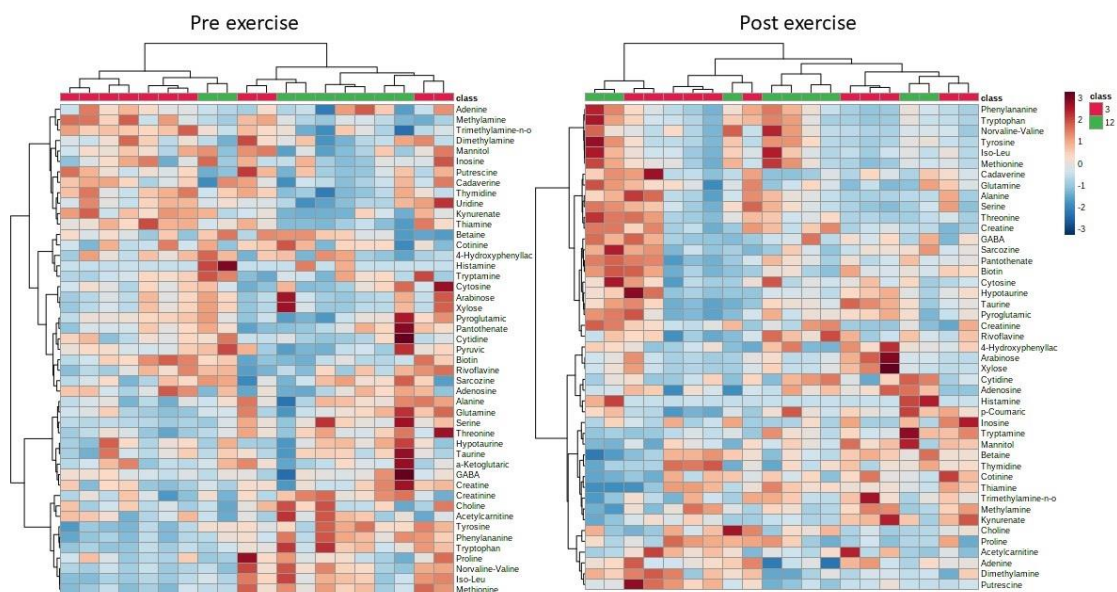 Pre exercise
class
Adenine
Methylamine
Trimethylamine-n-o
Dimethylamine
Mannitol
Inosine
Putrescine
Cadaverine
Thymidine
Uridine
Kynurenate
Thiamine
Betaine
Cotinine
4-Hydroxyphenyllac
Histamine
Tryptamine
Cytosine
Arabinose
Xylose
Pyroglutamic
Pantothenate
Cytidine
Pyruvic
Biotin
Rivoflavine
Sarcozine
Adenosine
Alanine
Glutamine
Serine
Threonine
Hypotaurine
Taurine
a-Ketoglutaric
GABA
Creatine
Creatinine
Choline
Acetylcarnitine
Tyrosine
Phenylananine
Tryptophan
Proline
Norvaline-Valine
Iso-Leu
Methionine
Post exercise
class
Phenylananine
Tryptophan
Norvaline-Valine
Tyrosine
Iso-Leu
Methionine
Cadaverine
Glutamine
Alanine
Serine
Threonine
Creatine
GABA
Sarcozine
Pantothenate
Biotin
Cytosine
Hypotaurine
Taurine
Pyroglutamic
Creatinine
Rivoflavine
4-Hydroxyphenyllac
Arabinose
Xylose
Cytidine
Adenosine
Histamine
p-Coumaric
Inosine
Tryptamine
Mannitol
Betaine
Thymidine
Cotinine
Thiamine
Trimethylamine-n-o
Methylamine
Kynurenate
Choline
Proline
Acetylcarnitine
Adenine
Dimethylamine
Putrescine
3
2
1
0
-1
-2
-3
class
3
12